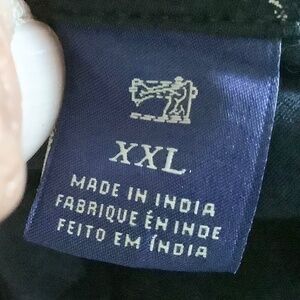 XXL
MADE IN INDIA
FABRIQUE ÉN INDE
FEITO EM ÍNDIA